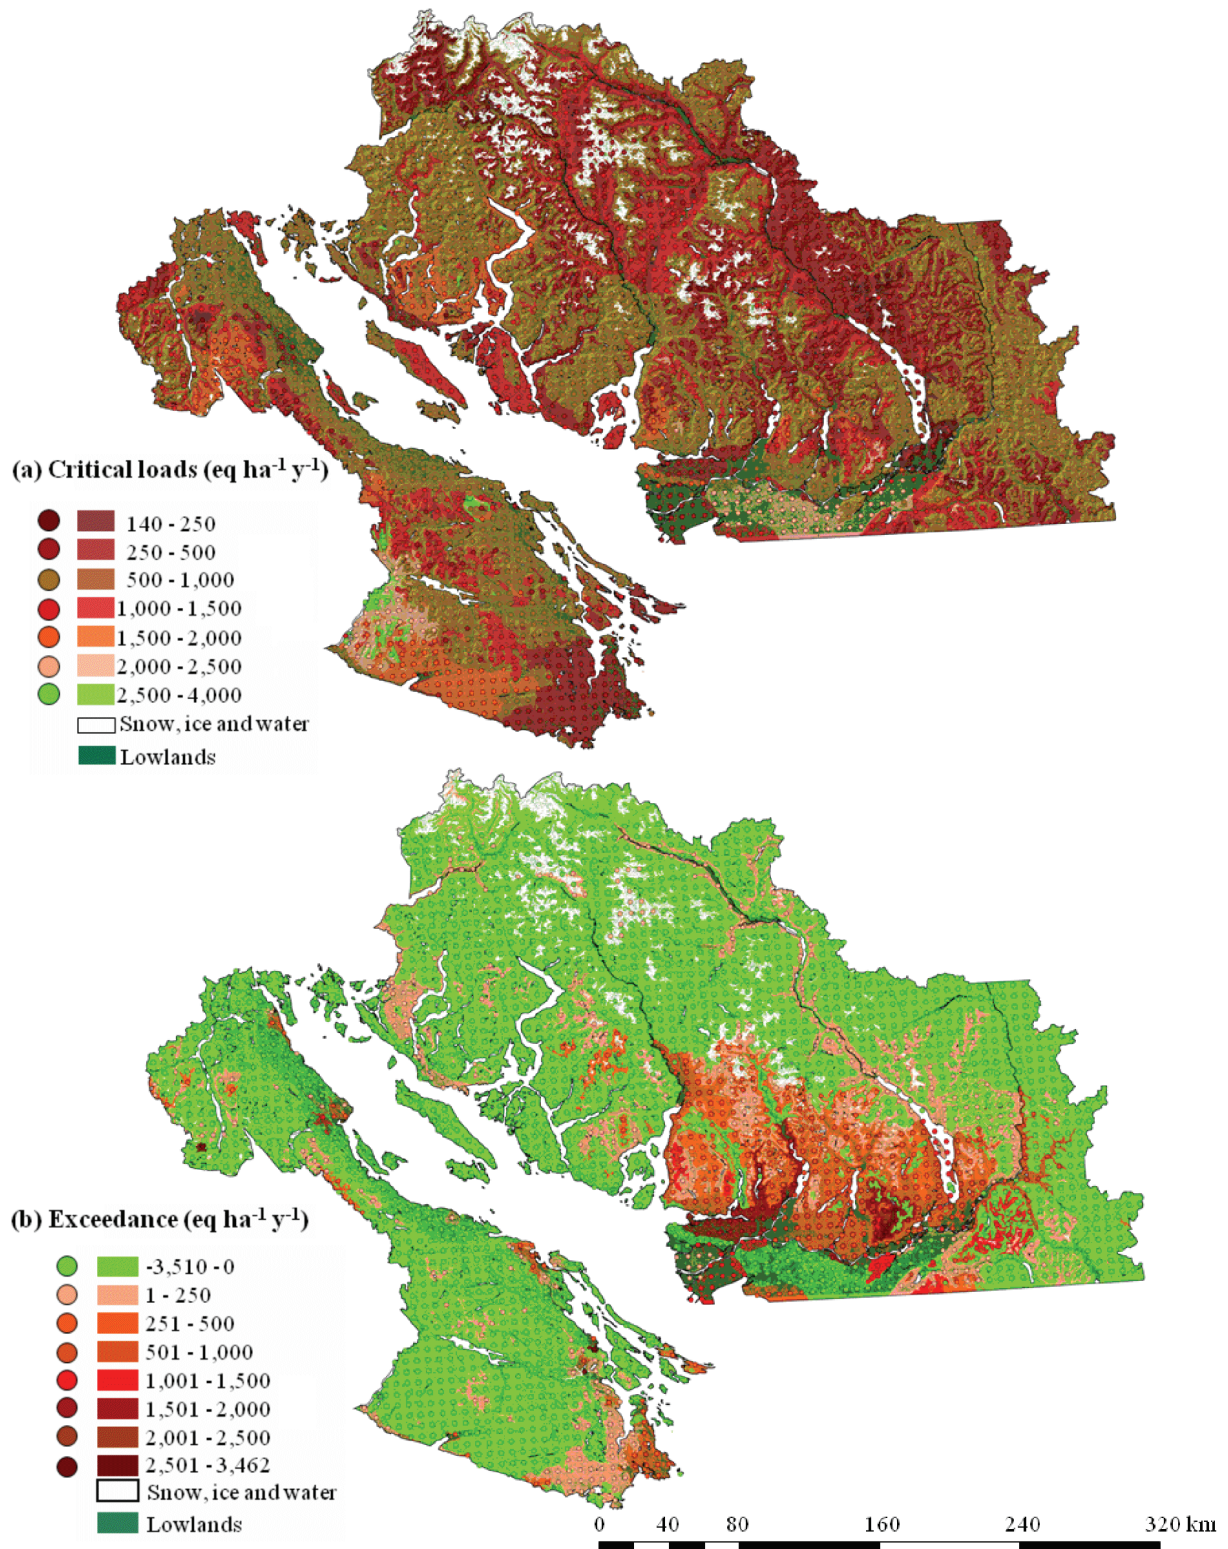 (a) Critical loads (eq ha⁻¹ y⁻¹)
140 - 250
250 - 500
500 - 1,000
1,000 - 1,500
1,500 - 2,000
2,000 - 2,500
2,500 - 4,000
Snow, ice and water
Lowlands
(b) Exceedance (eq ha⁻¹ y⁻¹)
-3,510 - 0
1 - 250
251 - 500
501 - 1,000
1,001 - 1,500
1,501 - 2,000
2,001 - 2,500
2,501 - 3,462
Snow, ice and water
Lowlands
0 40 80 160 240 320 km